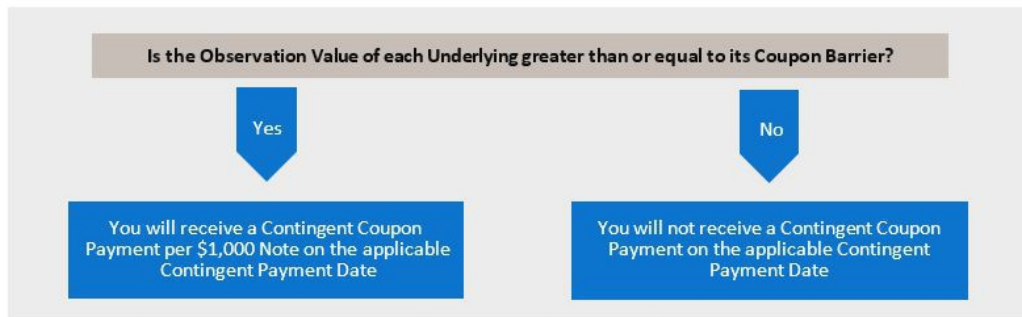 Is the Observation Value of each Underlying greater than or equal to its Coupon Barrier?
Yes
No
You will receive a Contingent Coupon
Payment per $1,000 Note on the applicable
Contingent Payment Date
You will not receive a Contingent Coupon
Payment on the applicable Contingent
Payment Date